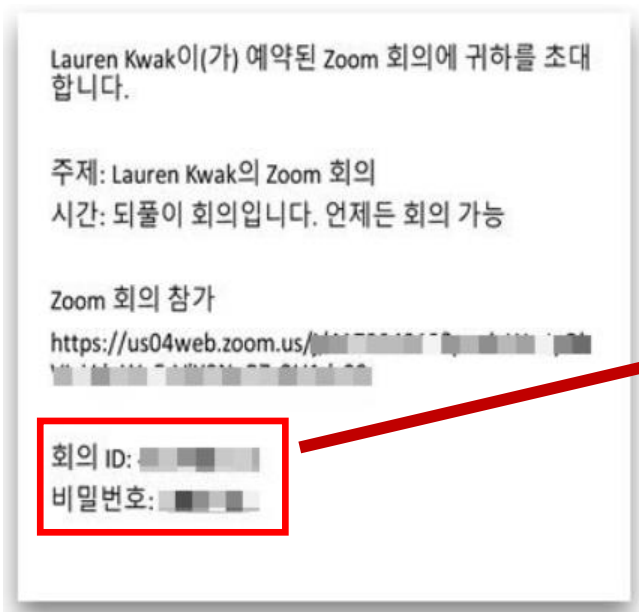 Lauren Kwak이(가) 예약된 Zoom 회의에 귀하를 초대
합니다.
주제: Lauren Kwak의 Zoom 회의
시간: 되풀이 회의입니다. 언제든 회의 가능
Zoom 회의 참가
https://us04web.zoom.us/
회의 ID:
비밀번호: